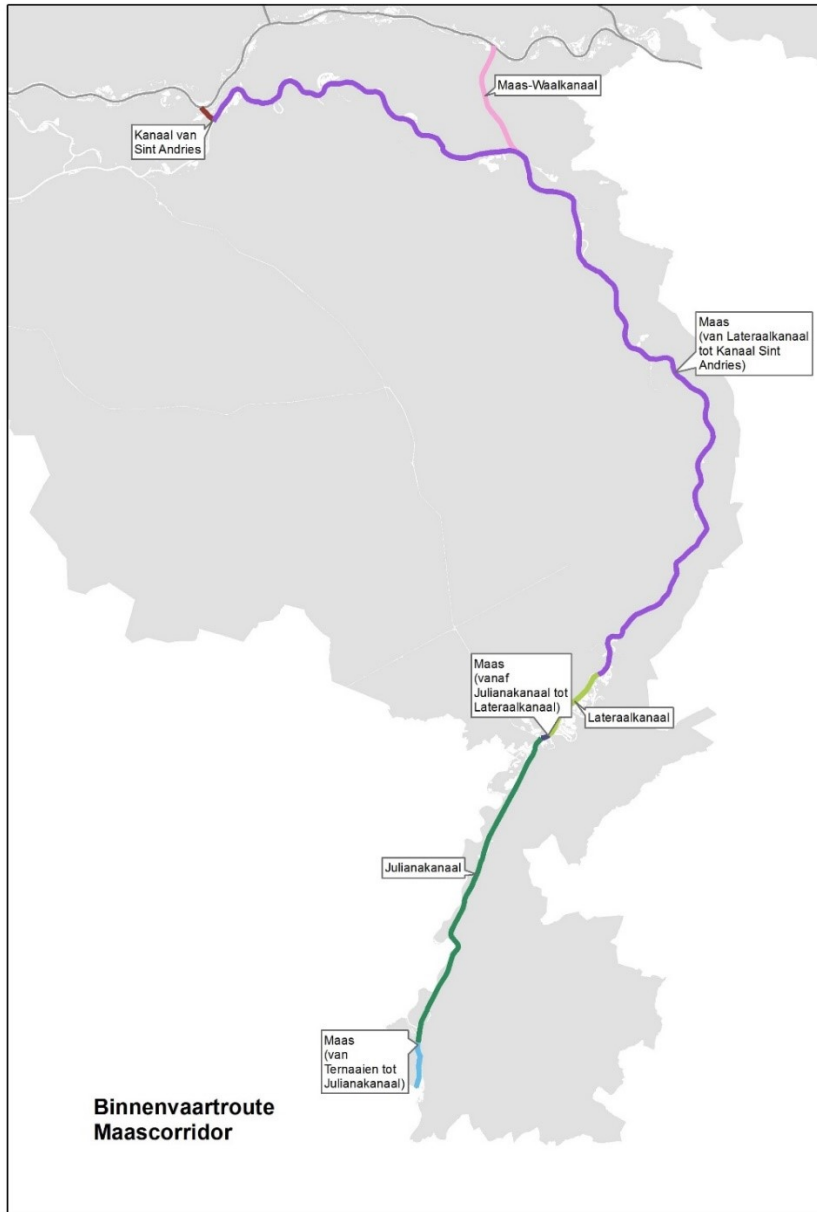 Maas-Waalkanaal
Kanaal van
Sint Andries
Maas
(van Lateraalkanaal
tot Kanaal Sint
Andries)
Maas
(vanaf
Julianakanaal tot
Lateraalkanaal)
Lateraalkanaal
Julianakanaal
Maas
(van
Ternaaien tot
Julianakanaal)
Binnenvaartroute
Maascorridor